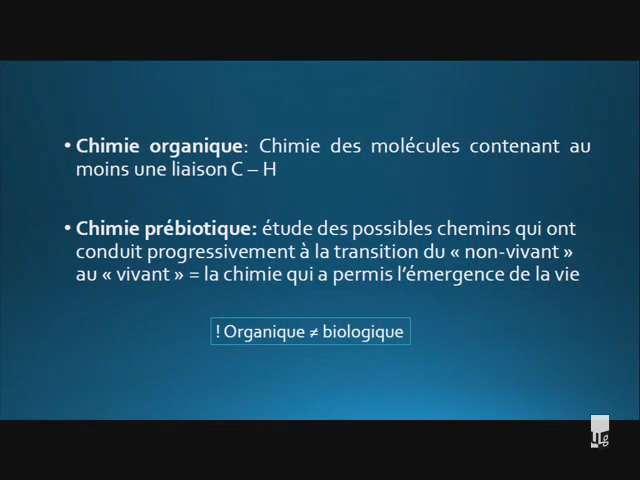 • Chimie organique: Chimie des molécules contenant au
moins une liaison C – H
• Chimie prébiotique: étude des possibles chemins qui ont
conduit progressivement à la transition du « non-vivant »
au « vivant » = la chimie qui a permis l’émergence de la vie
! Organique ≠ biologique
ULg